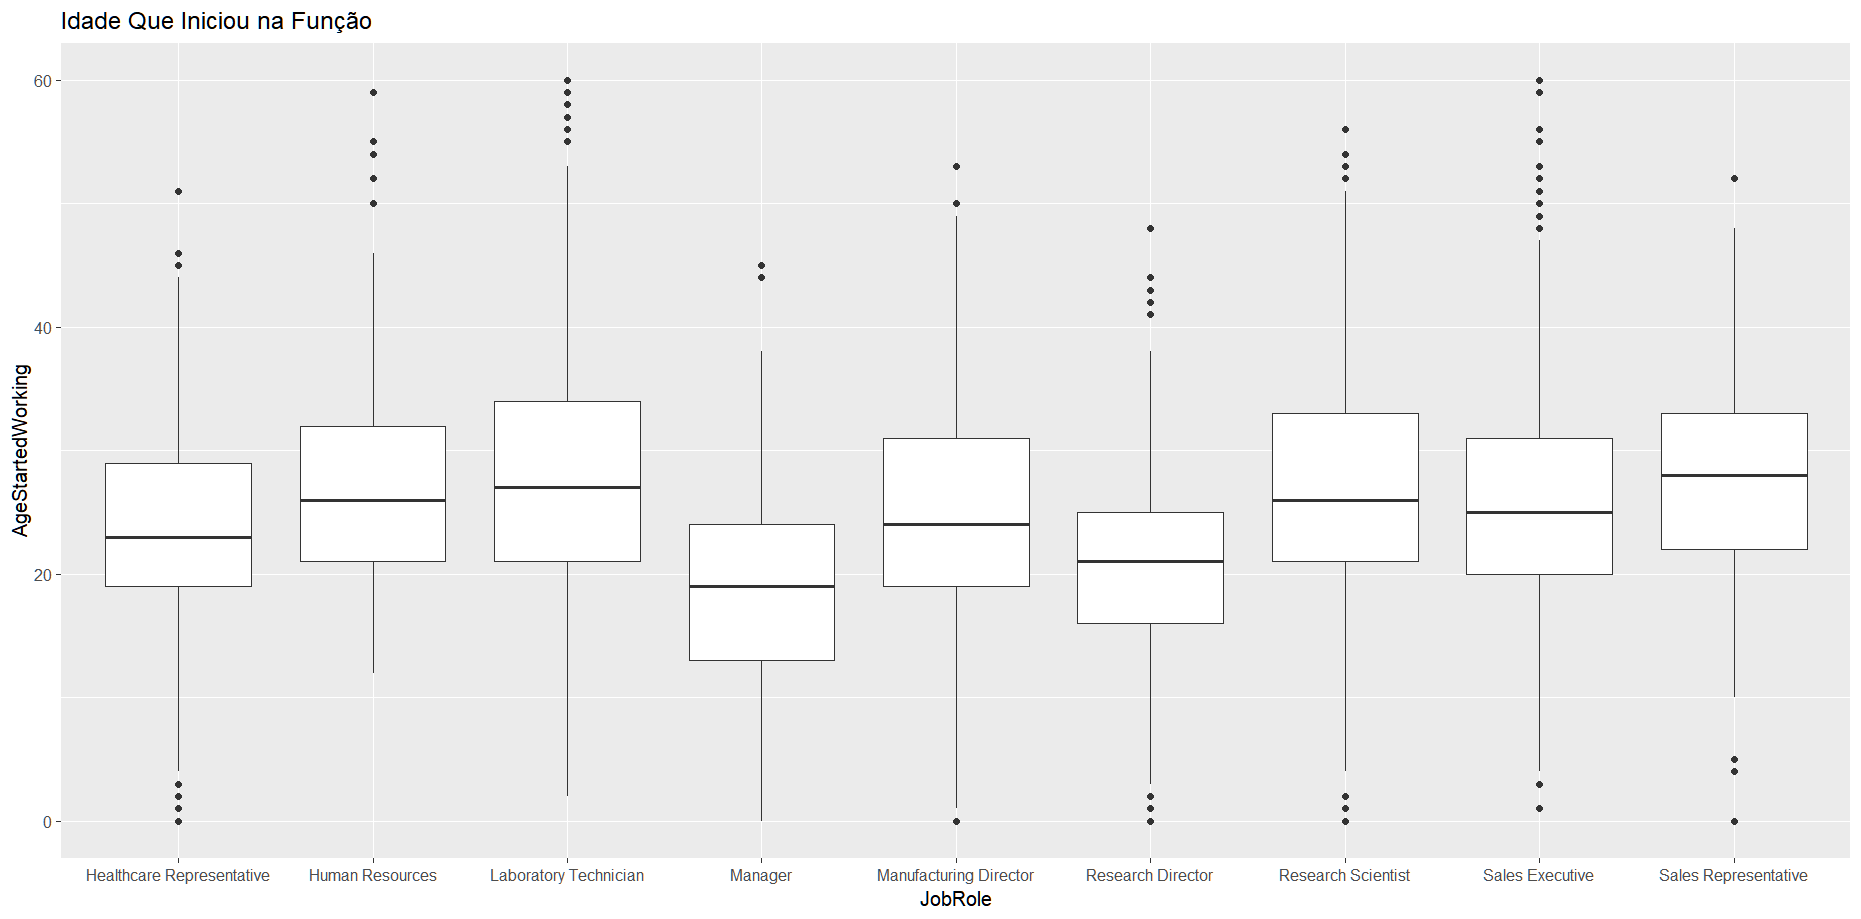 Idade Que Iniciou na Função
AgeStartedWorking
60
40
20
0
Healthcare Representative
Human Resources
Laboratory Technician
Manager
Manufacturing Director
Research Director
Research Scientist
Sales Executive
Sales Representative
JobRole